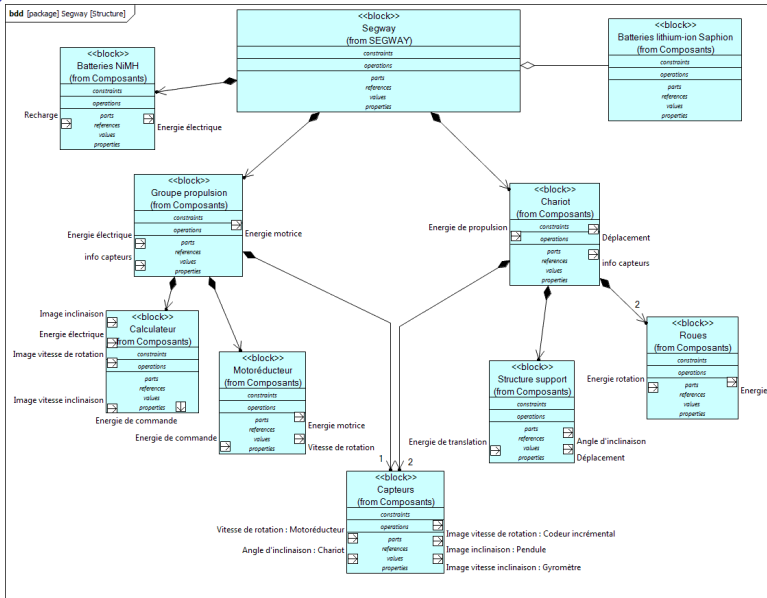 bdd [package] Segway [Structure]
<<block>>
Segway
(from SEGWAY)
constraints
operations
parts
references
values
properties
<<block>>
Batteries lithium-ion Saphion
(from Composants)
constraints
operations
parts
references
values
properties
<<block>>
Batteries NiMH
(from Composants)
constraints
operations
parts
references
values
properties
Recharge
Energie électrique
<<block>>
Groupe propulsion
(from Composants)
constraints
operations
parts
references
values
properties
Energie électrique
info capteurs
Energie motrice
<<block>>
Chariot
(from Composants)
constraints
operations
parts
references
values
properties
Energie de propulsion
Déplacement
info capteurs
<<block>>
Calculateur
(from Composants)
constraints
operations
parts
references
values
properties
Image inclinaison
Energie électrique
Image vitesse de rotation
Image vitesse inclinaison
Energie de commande
<<block>>
Motoréducteur
(from Composants)
constraints
operations
parts
references
values
properties
Energie de commande
Energie motrice
Vitesse de rotation
<<block>>
Structure support
(from Composants)
constraints
operations
parts
references
values
properties
Energie de translation
Angle d'inclinaison
Déplacement
2
<<block>>
Roues
(from Composants)
constraints
operations
parts
references
values
properties
Energie rotation
Energie
1
2
<<block>>
Capteurs
(from Composants)
constraints
operations
parts
references
values
properties
Vitesse de rotation : Motoréducteur
Angle d'inclinaison : Chariot
Image vitesse de rotation : Codeur incrémental
Image inclinaison : Pendule
Image vitesse inclinaison : Gyromètre